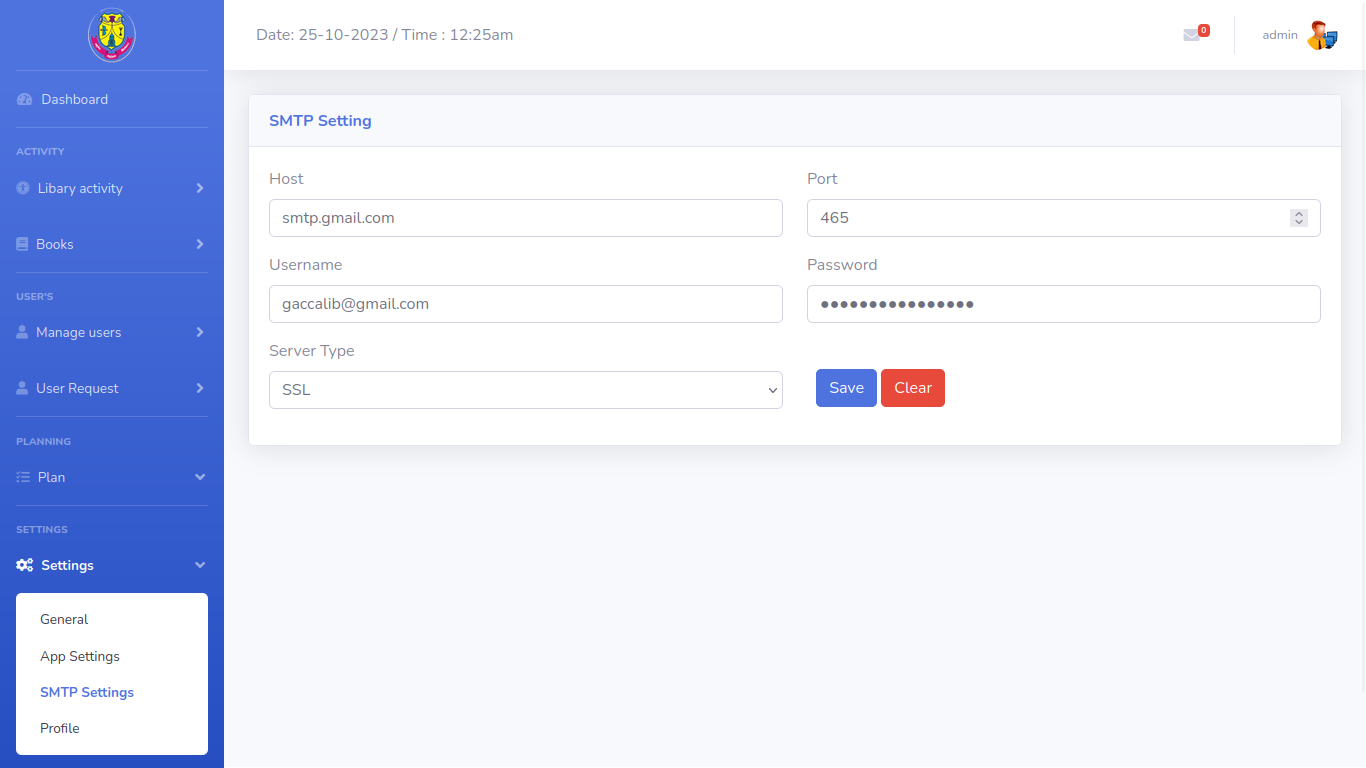 Date: 25-10-2023 / Time : 12:25am
0
admin
Dashboard
ACTIVITY
Libary activity
Books
USER'S
Manage users
User Request
PLANNING
Plan
SETTINGS
Settings
General
App Settings
SMTP Settings
Profile
SMTP Setting
Host
Port
smtp.gmail.com
465
Username
Password
gaccalib@gmail.com
••••••••••••••••
Server Type
SSL
Save
Clear